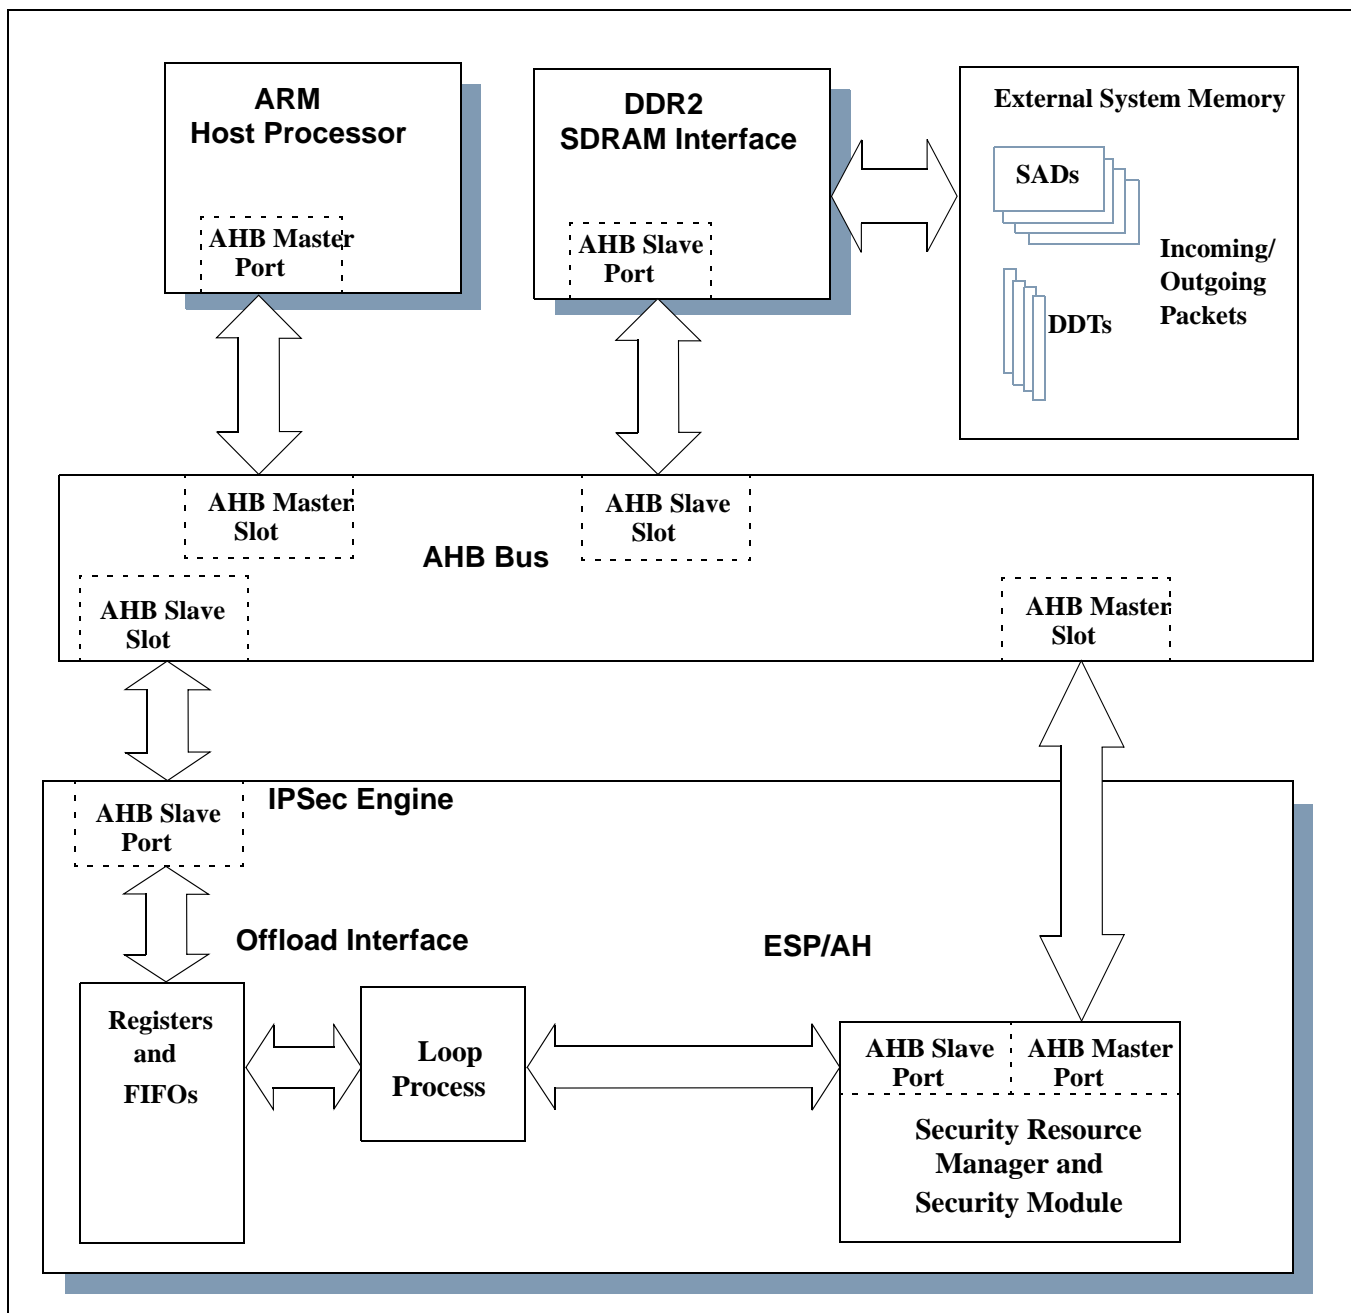 ARM
Host Processor
AHB Master
Port
DDR2
SDRAM Interface
AHB Slave
Port
External System Memory
SADs
DDTs
Incoming/
Outgoing
Packets
AHB Master
Slot
AHB Slave
Slot
AHB Bus
AHB Slave
Slot
AHB Master
Slot
IPSec Engine
AHB Slave
Port
Offload Interface
ESP/AH
Registers
and
FIFOs
Loop
Process
AHB Slave
Port
AHB Master
Port
Security Resource
Manager and
Security Module